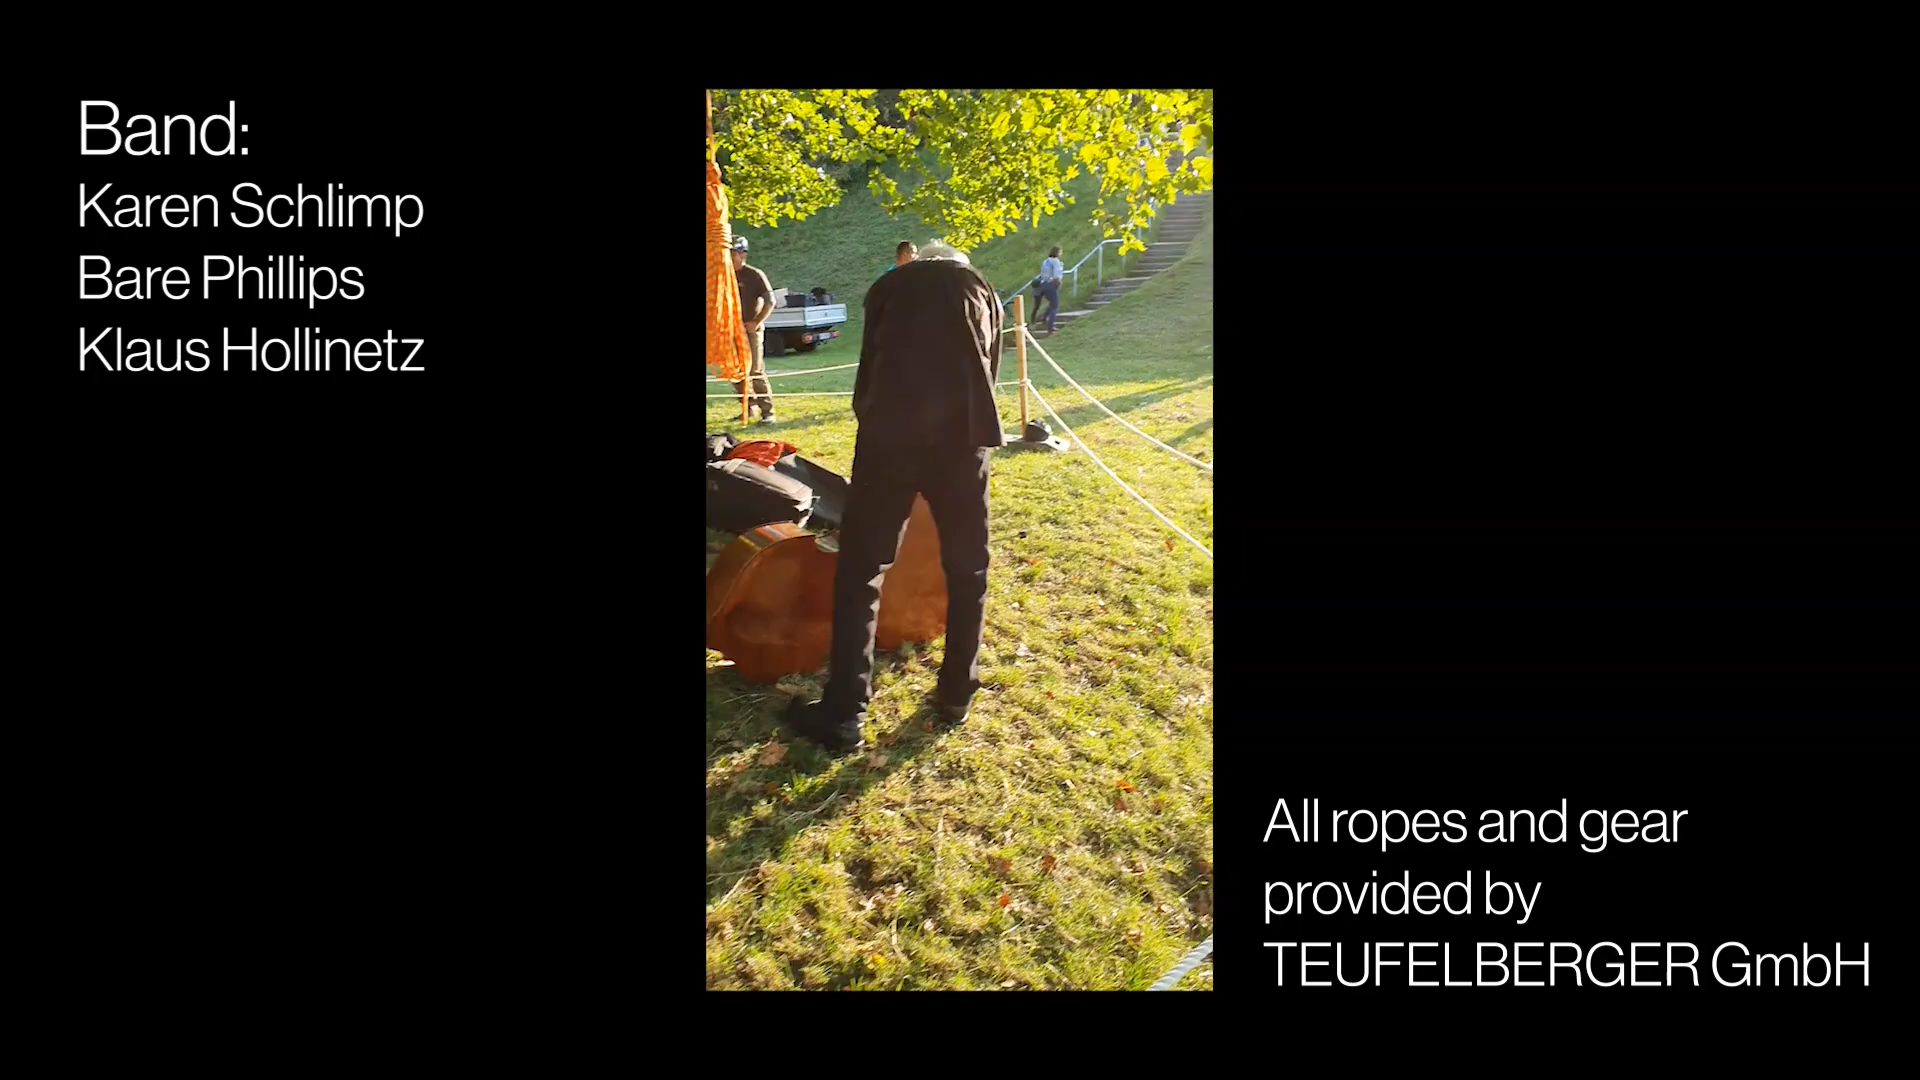 Band:
Karen Schlimp
Bare Phillips
Klaus Hollinetz
All ropes and gear
provided by
TEUFELBERGER GmbH